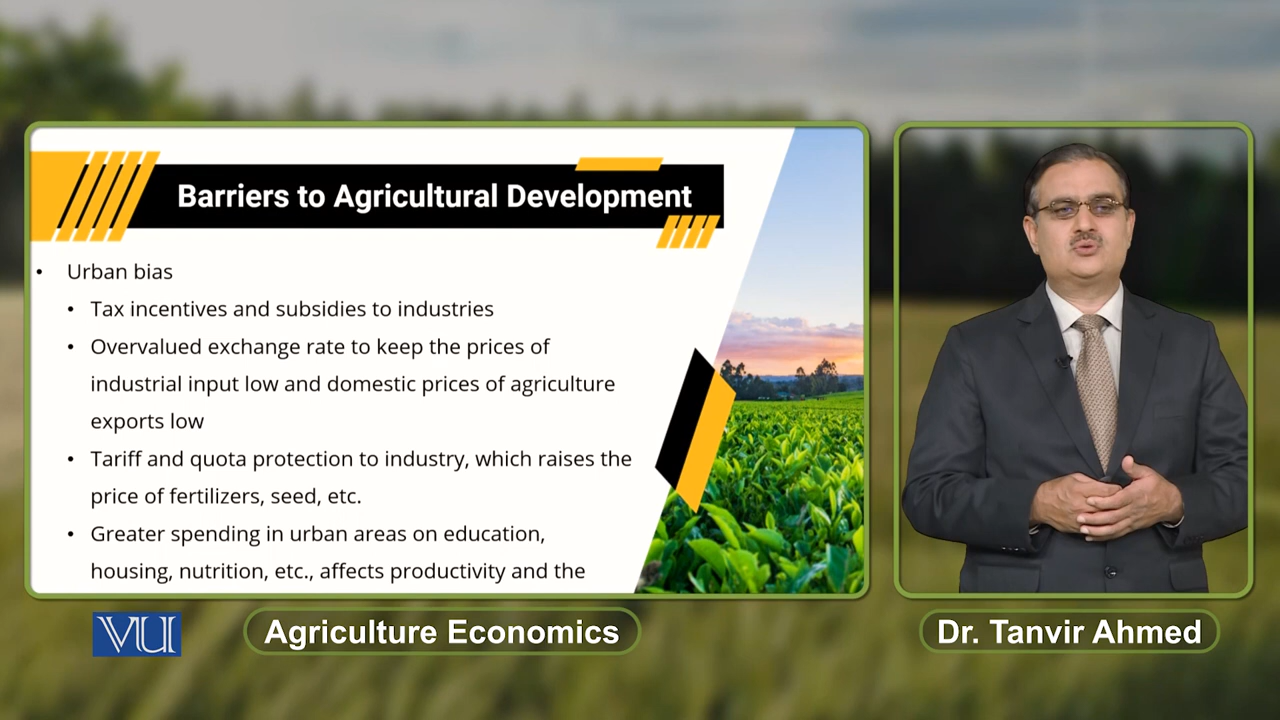 Barriers to Agricultural Development
• Urban bias
• Tax incentives and subsidies to industries
• Overvalued exchange rate to keep the prices of
industrial input low and domestic prices of agriculture
exports low
• Tariff and quota protection to industry, which raises the
price of fertilizers, seed, etc.
• Greater spending in urban areas on education,
housing, nutrition, etc., affects productivity and the
VU
Agriculture Economics
Dr. Tanvir Ahmed